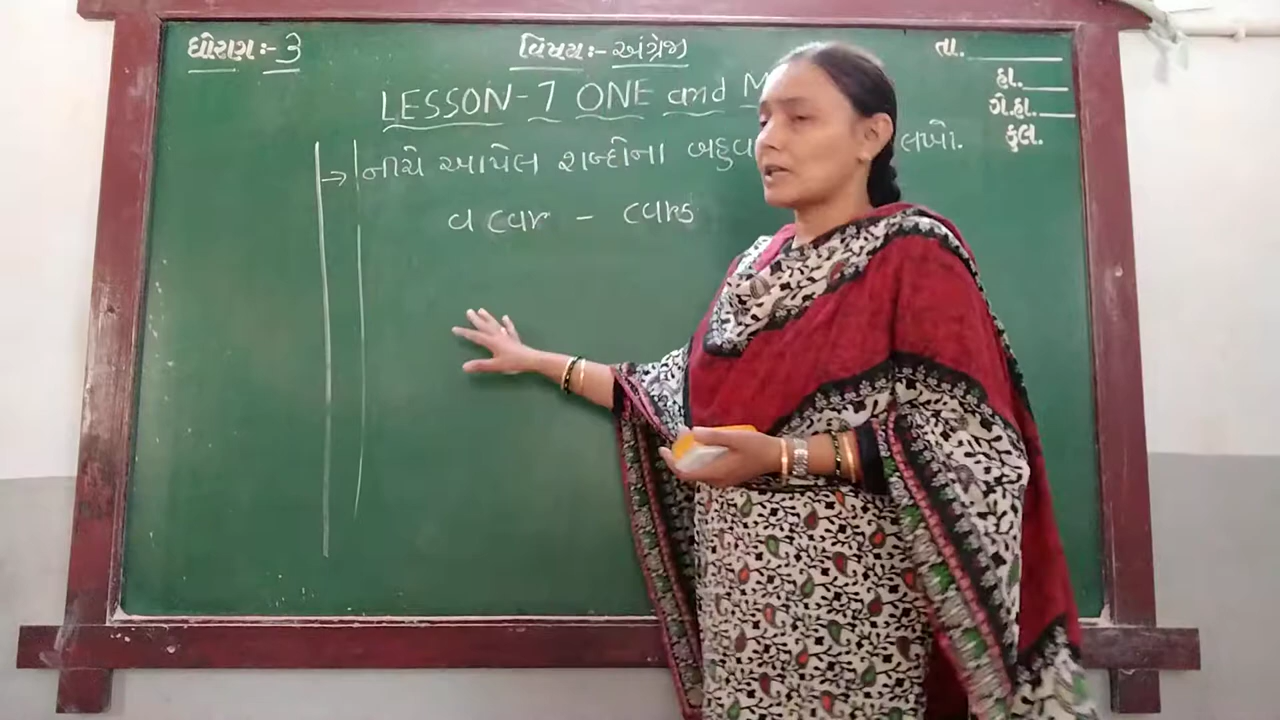 ધોરણ:- 3
વિષય:- અંગ્રેજી
તા.
હા.
ગે.હા.
કુલ.
LESSON-7 ONE and M
નીચે આપેલ શબ્દોના બહુવ લખો.
a car - cars